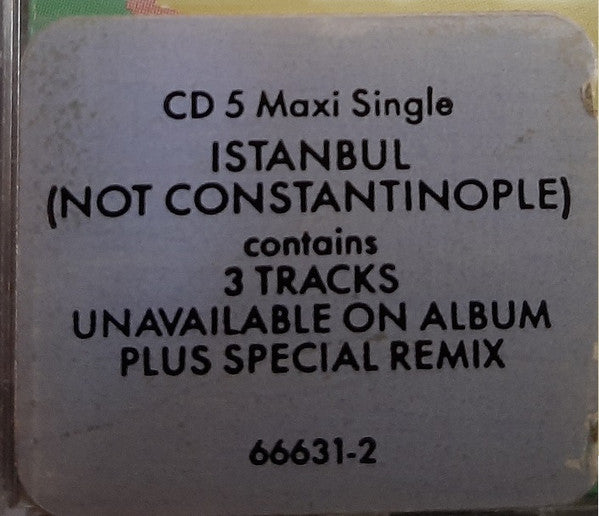 CD 5 Maxi Single
ISTANBUL
(NOT CONSTANTINOPLE)
contains
3 TRACKS
UNAVAILABLE ON ALBUM
PLUS SPECIAL REMIX
66631-2